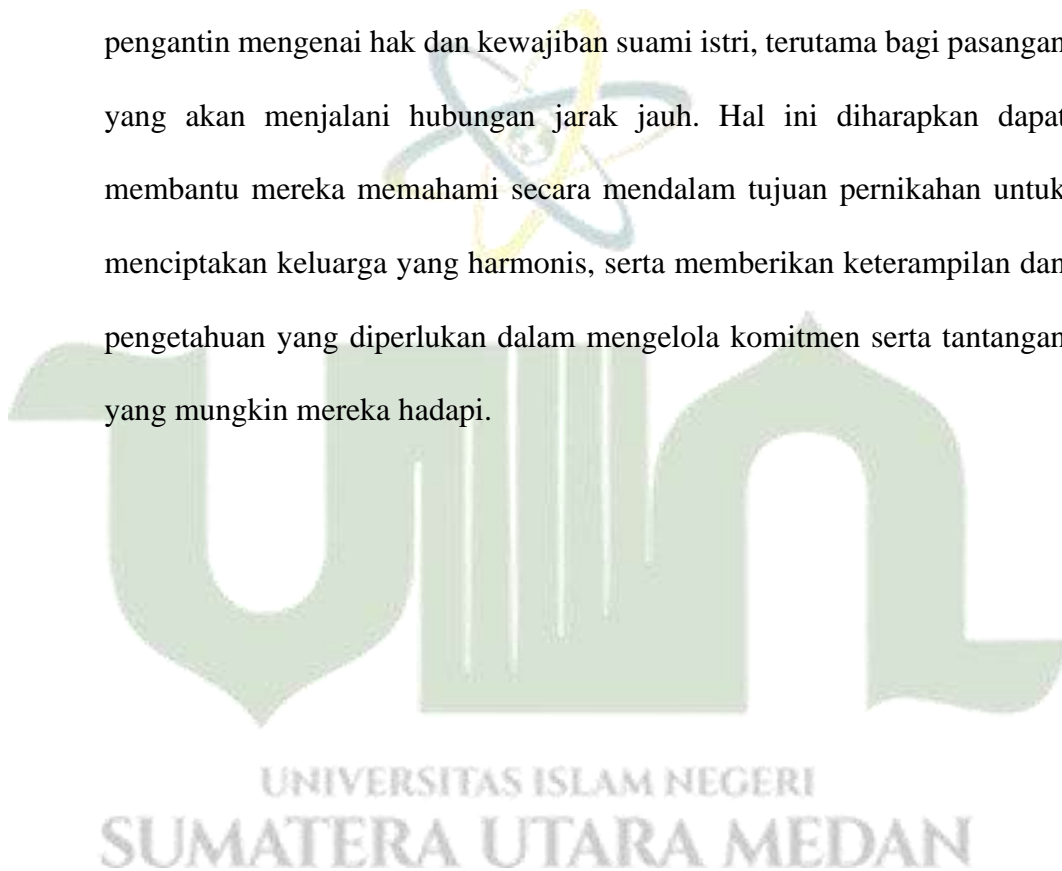 pengantin mengenai hak dan kewajiban suami istri, terutama bagi pasangan
yang akan menjalani hubungan jarak jauh. Hal ini diharapkan dapat
membantu mereka memahami secara mendalam tujuan pernikahan untuk
menciptakan keluarga yang harmonis, serta memberikan keterampilan dan
pengetahuan yang diperlukan dalam mengelola komitmen serta tantangan
yang mungkin mereka hadapi.
UNIVERSITAS ISLAM NEGERI
SUMATERA UTARA MEDAN